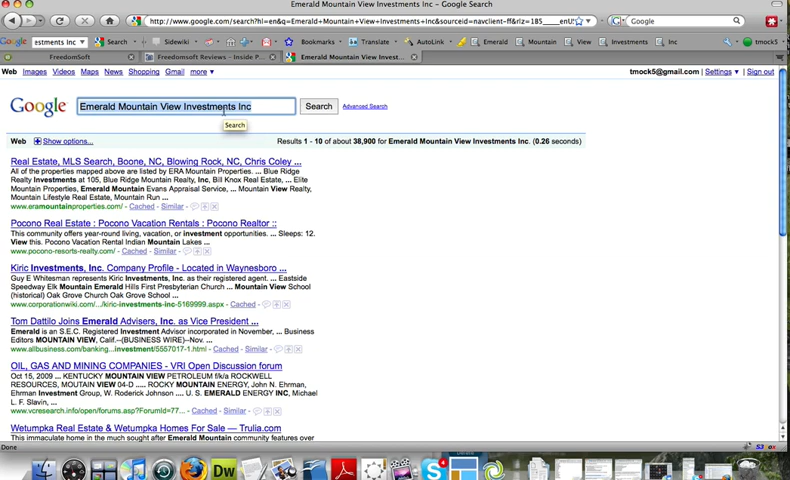 Emerald Mountain View Investments Inc - Google Search
http://www.google.com/search?hl=en&q=Emerald+Mountain+View+Investments+Inc&sourceid=navclient-ff&rlz=1B5____enUS
Google
estments Inc Search Sidewiki Bookmarks Translate AutoLink Emerald Mountain View Investments Inc tmock5
FreedomSoft Freedomsoft Reviews – Inside P... Emerald Mountain View Invest...
Web Images Videos Maps News Shopping Gmail more tmock5@gmail.com Settings Sign out
Google Emerald Mountain View Investments Inc Search Advanced Search
Search
Web Show options... Results 1 - 10 of about 38,900 for Emerald Mountain View Investments Inc. (0.26 seconds)
Real Estate, MLS Search, Boone, NC, Blowing Rock, NC, Chris Coley ...
All of the properties mapped above are listed by ERA Mountain Properties. ... Blue Ridge
Realty Investments at 105, Blue Ridge Mountain Realty, Inc, Bill Knox Real Estate, ... Elite
Mountain Properties, Emerald Mountain Evans Appraisal Service, ... Mountain View Realty,
Mountain Lifestyle Real Estate, Mountain Run ...
www.eramountainproperties.com/ - Cached - Similar
Pocono Real Estate : Pocono Vacation Rentals : Pocono Realtor ::
This community offers year-round living, vacation, or investment opportunities. ... Sleeps: 12.
View this. Pocono Vacation Rental Indian Mountain Lakes ...
www.pocono-resorts-realty.com/ - Cached - Similar
Kiric Investments, Inc. Company Profile - Located in Waynesboro ...
Guy E Whitesman represents Kiric Investments, Inc. as their registered agent. ... Eastside
Speedway Elk Mountain Emerald Hills First Presbyterian Church ... Mountain View School
(historical) Oak Grove Church Oak Grove School ...
www.corporationwiki.com/.../kiric-investments-inc-5169999.aspx - Cached
Tom Dattilo Joins Emerald Advisers, Inc. as Vice President ...
Emerald is an S.E.C. Registered Investment Advisor incorporated in November, ... Business
Editors MOUNTAIN VIEW, Calif.--(BUSINESS WIRE)--Nov. ...
www.allbusiness.com/banking...investment/5557017-1.html - Cached - Similar
OIL, GAS AND MINING COMPANIES - VRI Open Discussion forum
Oct 15, 2009 ... KENTUCKY MOUNTAIN VIEW PETROLEUM f/k/a ROCKWELL
RESOURCES, MOUTAIN VIEW 04-D ..... ROCKY MOUNTAIN ENERGY, John N. Ehrman,
Ehrman Investment Group, W. Roderick Johnson ... U. S. EMERALD ENERGY INC, Michael
L. F. Slavin, ...
www.vcresearch.info/open/forums.asp?ForumId=77... - Cached - Similar
Wetumpka Real Estate & Wetumpka Homes For Sale — Trulia.com
This immaculate home in the much sought after Emerald Mountain community features over
Done
Dw